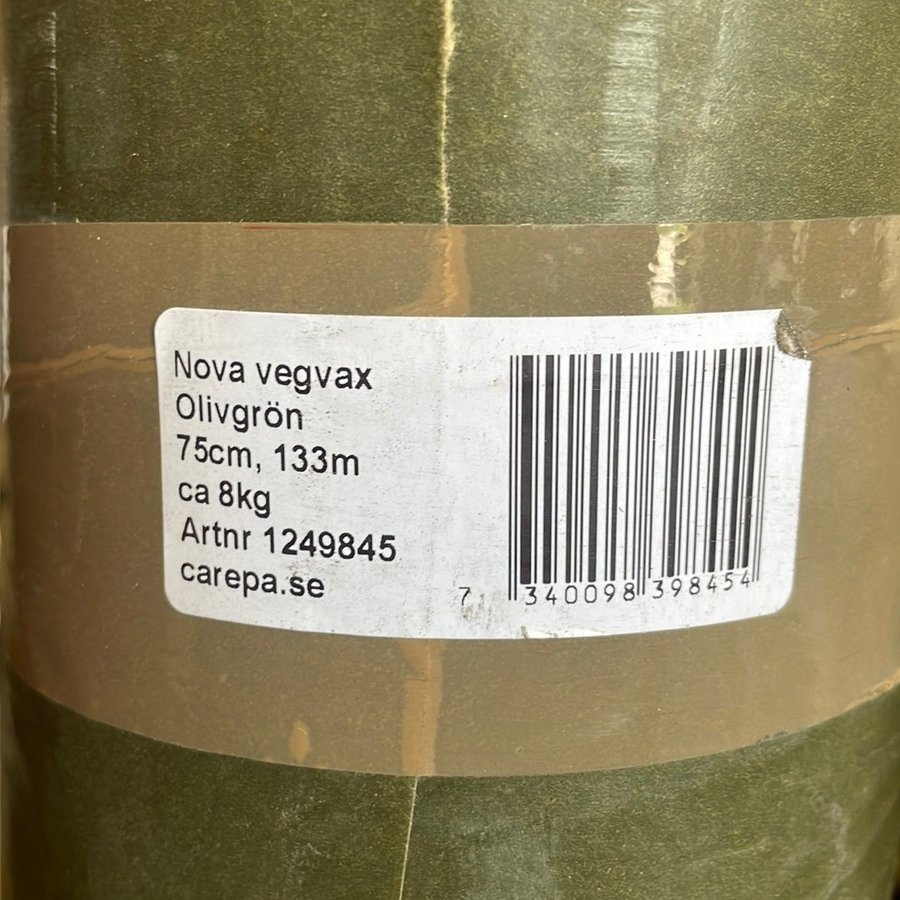 Nova vegvax
Olivgrön
75cm, 133m
ca 8kg
Artnr 1249845
carepa.se
7 340098 398454